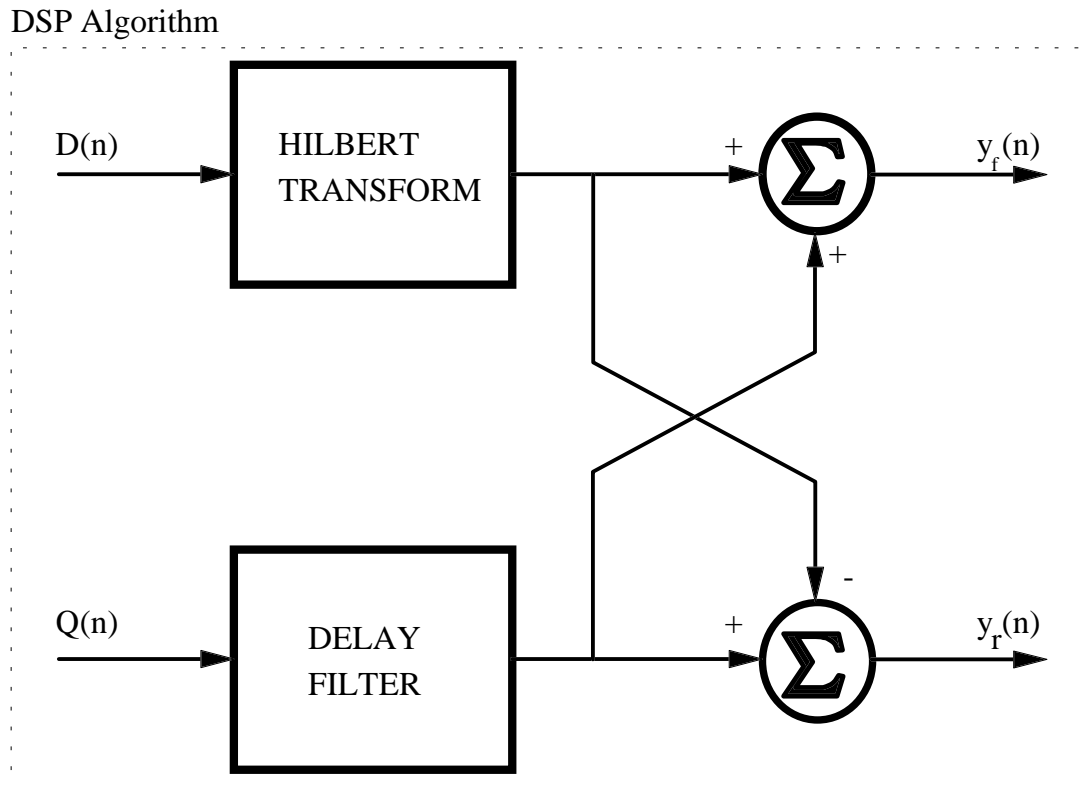 DSP Algorithm
D(n)
HILBERT
TRANSFORM
+
Σ
y_f(n)
+
Q(n)
DELAY
FILTER
+
-
Σ
y_r(n)